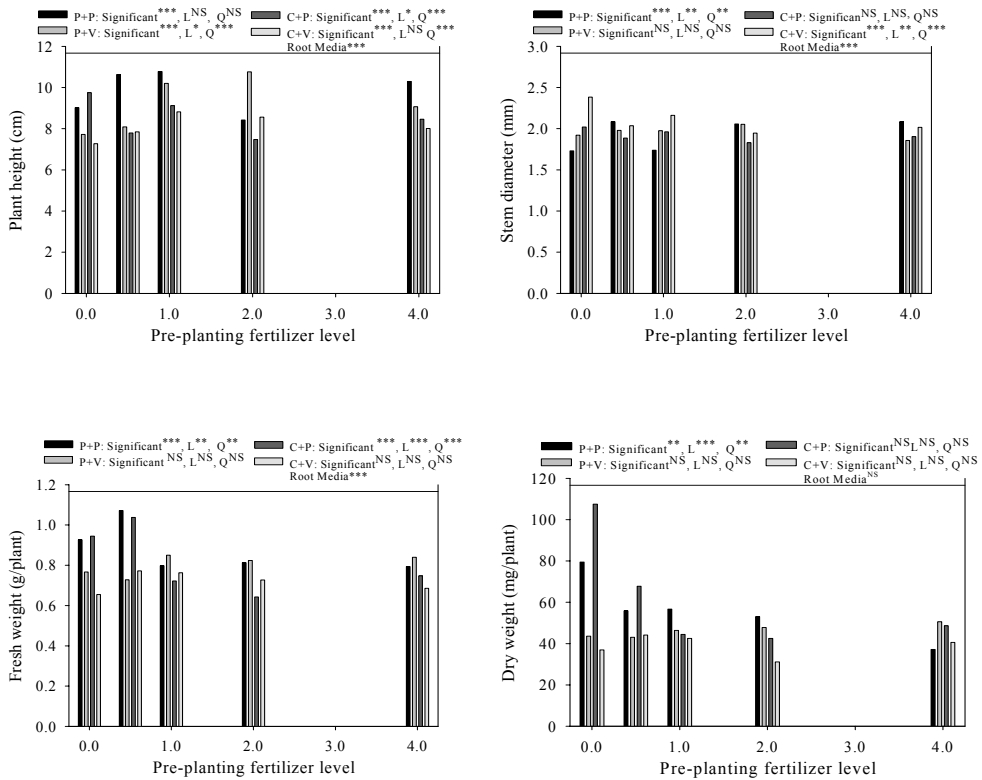 P+P: Significant***, L^NS, Q^NS
C+P: Significant***, L*, Q***
P+V: Significant***, L*, Q***
C+V: Significant***, L^NS Q***
Root Media***
12
10
8
6
4
2
0
Plant height (cm)
0.0 1.0 2.0 3.0 4.0
Pre-planting fertilizer level
P+P: Significant***, L**, Q**
C+P: Significant^NS, L^NS, Q^NS
P+V: Significant^NS, L^NS, Q^NS
C+V: Significant***, L**, Q***
Root Media***
3.0
2.5
2.0
1.5
1.0
0.5
0.0
Stem diameter (mm)
0.0 1.0 2.0 3.0 4.0
Pre-planting fertilizer level
P+P: Significant***, L**, Q**
C+P: Significant***, L***, Q***
P+V: Significant^NS, L^NS, Q^NS
C+V: Significant^NS, L^NS, Q^NS
Root Media***
1.2
1.0
0.8
0.6
0.4
0.2
0.0
Fresh weight (g/plant)
0.0 1.0 2.0 3.0 4.0
Pre-planting fertilizer level
P+P: Significant**, L***, Q**
C+P: Significant^NS L^NS, Q^NS
P+V: Significant^NS, L^NS, Q^NS
C+V: Significant^NS, L^NS, Q^NS
Root Media^NS
120
100
80
60
40
20
0
Dry weight (mg/plant)
0.0 1.0 2.0 3.0 4.0
Pre-planting fertilizer level